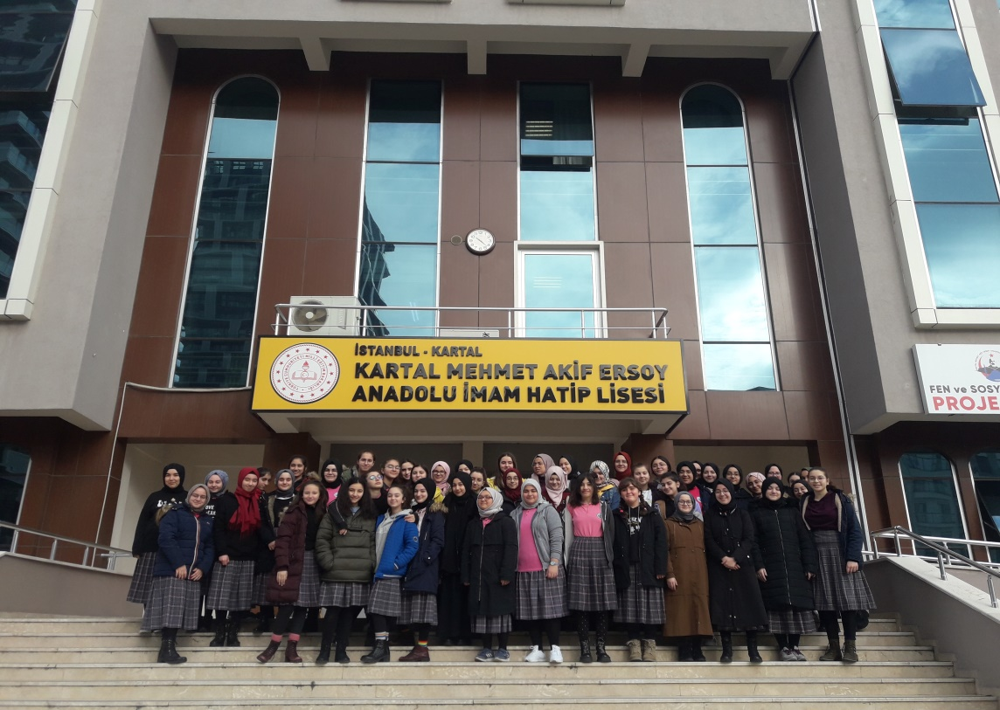 İSTANBUL - KARTAL
KARTAL MEHMET AKİF ERSOY
ANADOLU İMAM HATİP LİSESİ
FEN ve SOSY
PROJE